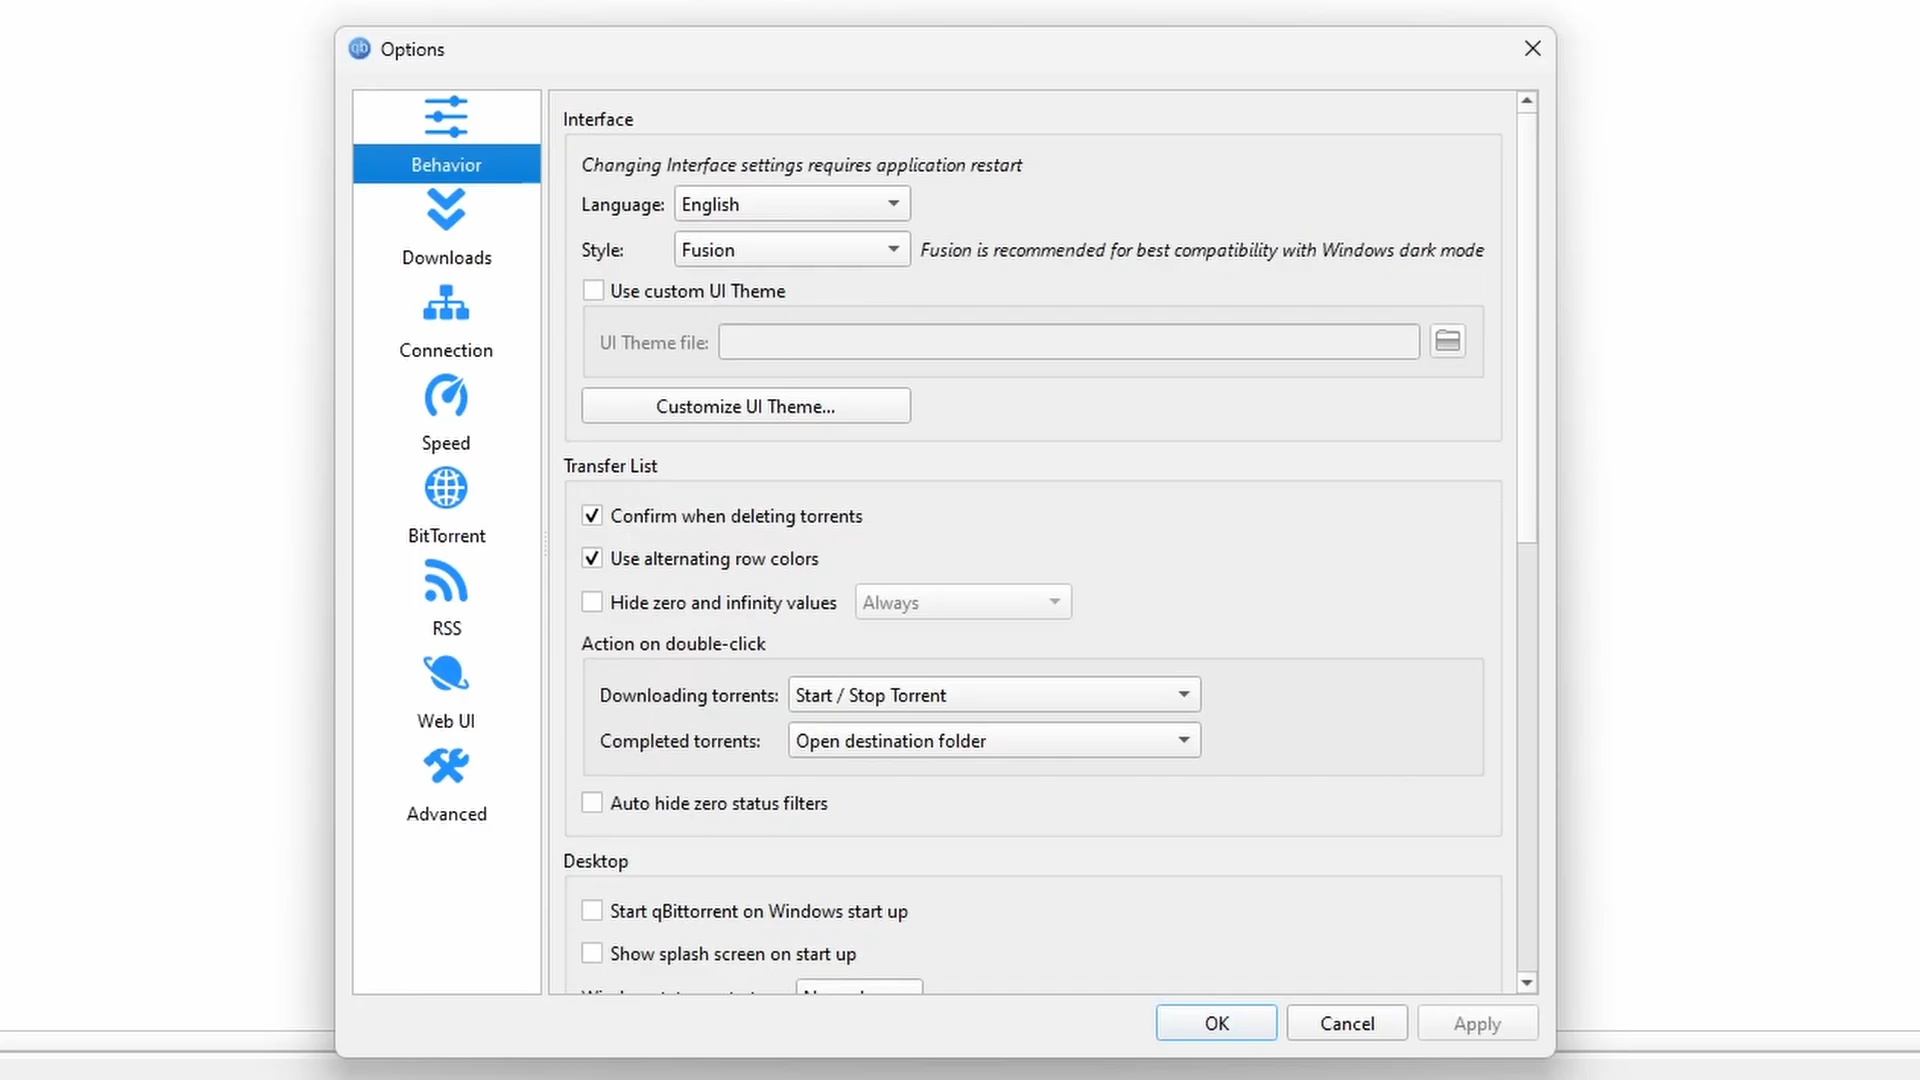 Options
Behavior
Downloads
Connection
Speed
BitTorrent
RSS
Web UI
Advanced
Interface
Changing Interface settings requires application restart
Language: English
Style: Fusion Fusion is recommended for best compatibility with Windows dark mode
Use custom UI Theme
UI Theme file:
Customize UI Theme...
Transfer List
Confirm when deleting torrents
Use alternating row colors
Hide zero and infinity values Always
Action on double-click
Downloading torrents: Start / Stop Torrent
Completed torrents: Open destination folder
Auto hide zero status filters
Desktop
Start qBittorrent on Windows start up
Show splash screen on start up
OK Cancel Apply